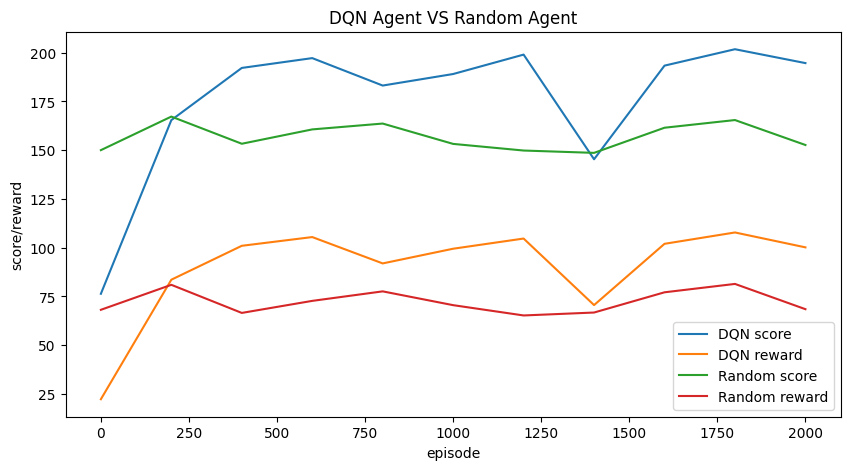 DQN Agent VS Random Agent
score/reward
200
175
150
125
100
75
50
25
0
250
500
750
1000
1250
1500
1750
2000
episode
DQN score
DQN reward
Random score
Random reward